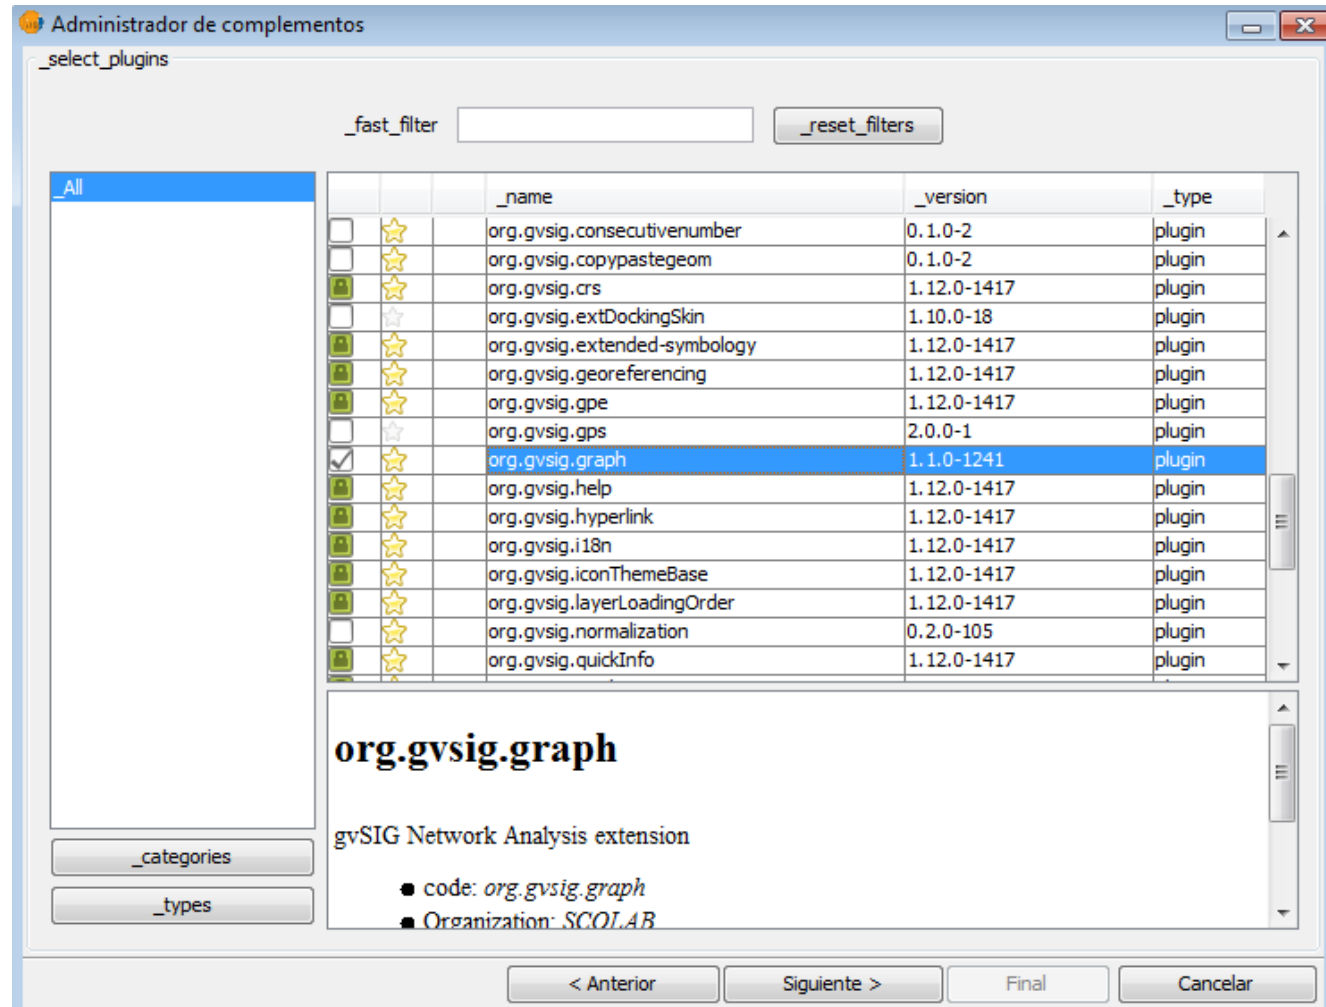 Administrador de complementos
_select_plugins
_fast_filter
_reset_filters
_All
_name _version _type
org.gvsig.consecutivenumber 0.1.0-2 plugin
org.gvsig.copypastegeom 0.1.0-2 plugin
org.gvsig.crs 1.12.0-1417 plugin
org.gvsig.extDockingSkin 1.10.0-18 plugin
org.gvsig.extended-symbology 1.12.0-1417 plugin
org.gvsig.georeferencing 1.12.0-1417 plugin
org.gvsig.gpe 1.12.0-1417 plugin
org.gvsig.gps 2.0.0-1 plugin
org.gvsig.graph 1.1.0-1241 plugin
org.gvsig.help 1.12.0-1417 plugin
org.gvsig.hyperlink 1.12.0-1417 plugin
org.gvsig.i18n 1.12.0-1417 plugin
org.gvsig.iconThemeBase 1.12.0-1417 plugin
org.gvsig.layerLoadingOrder 1.12.0-1417 plugin
org.gvsig.normalization 0.2.0-105 plugin
org.gvsig.quickInfo 1.12.0-1417 plugin
org.gvsig.graph
gvSIG Network Analysis extension
code: org.gvsig.graph
Organization: SCOLAB
_categories
_types
< Anterior
Siguiente >
Final
Cancelar